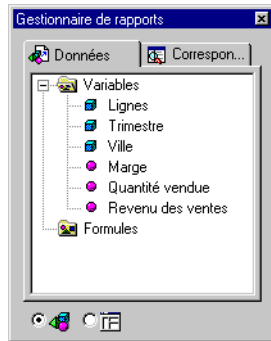 Gestionnaire de rapports
Données
Correspon...
Variables
Lignes
Trimestre
Ville
Marge
Quantité vendue
Revenu des ventes
Formules